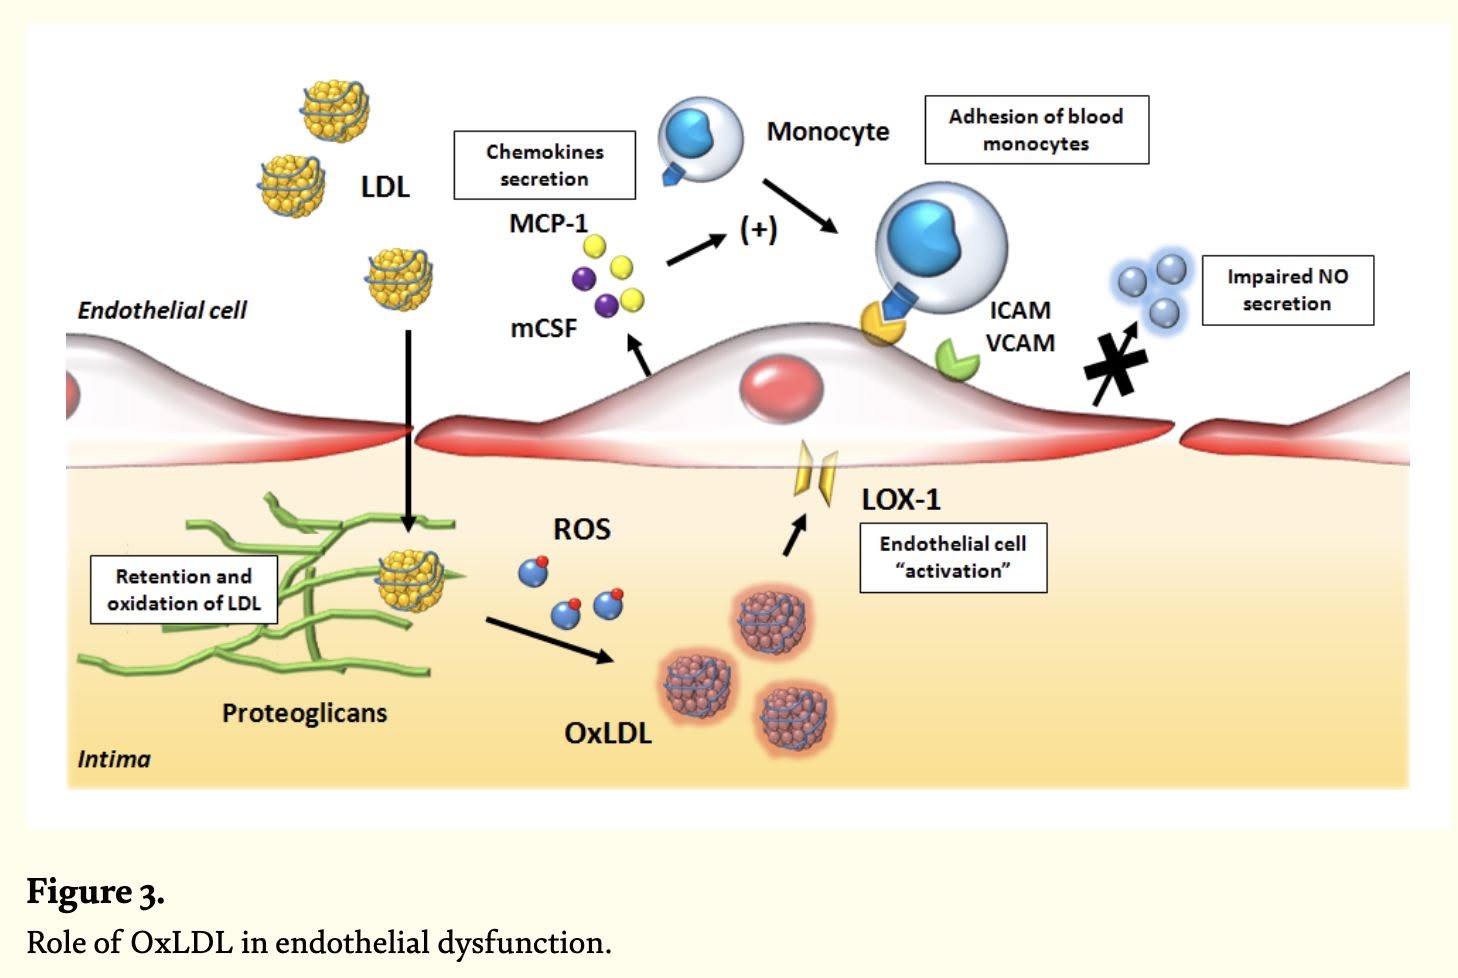 LDL
Chemokines
secretion
Monocyte
Adhesion of blood
monocytes
MCP-1
(+)
mCSF
Endothelial cell
ICAM
VCAM
Impaired NO
secretion
LOX-1
Endothelial cell
“activation”
ROS
Retention and
oxidation of LDL
Proteoglicans
OxLDL
Intima
Figure 3.
Role of OxLDL in endothelial dysfunction.